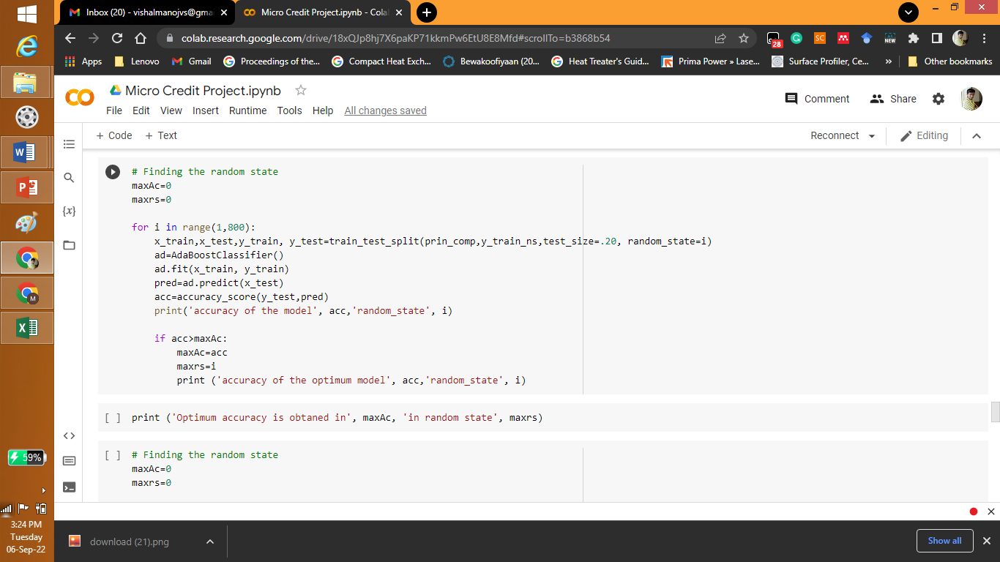 Inbox (20) - vishalmanojvs@gma
Micro Credit Project.ipynb - Cola
colab.research.google.com/drive/18xQJp8hj7X6paKP71kkmPw6EtU8E8Mfd#scrollTo=b3868b54
28
SC
NEW
Apps
Lenovo
Gmail
Proceedings of the...
Compact Heat Exch...
Bewakoofiyaan (20...
Heat Treater's Guid...
Prima Power » Lase...
Surface Profiler, Ce...
»
Other bookmarks
Micro Credit Project.ipynb
Comment
Share
File Edit View Insert Runtime Tools Help All changes saved
+ Code + Text
Reconnect
Editing
# Finding the random state
maxAc=0
maxrs=0
for i in range(1,800):
x_train,x_test,y_train, y_test=train_test_split(prin_comp,y_train_ns,test_size=.20, random_state=i)
ad=AdaBoostClassifier()
ad.fit(x_train, y_train)
pred=ad.predict(x_test)
acc=accuracy_score(y_test,pred)
print('accuracy of the model', acc,'random_state', i)
if acc>maxAc:
maxAc=acc
maxrs=i
print ('accuracy of the optimum model', acc,'random_state', i)
[ ] print ('Optimum accuracy is obtaned in', maxAc, 'in random state', maxrs)
[ ] # Finding the random state
maxAc=0
maxrs=0
{x}
<>
59%
3:24 PM
Tuesday
06-Sep-22
download (21).png
Show all